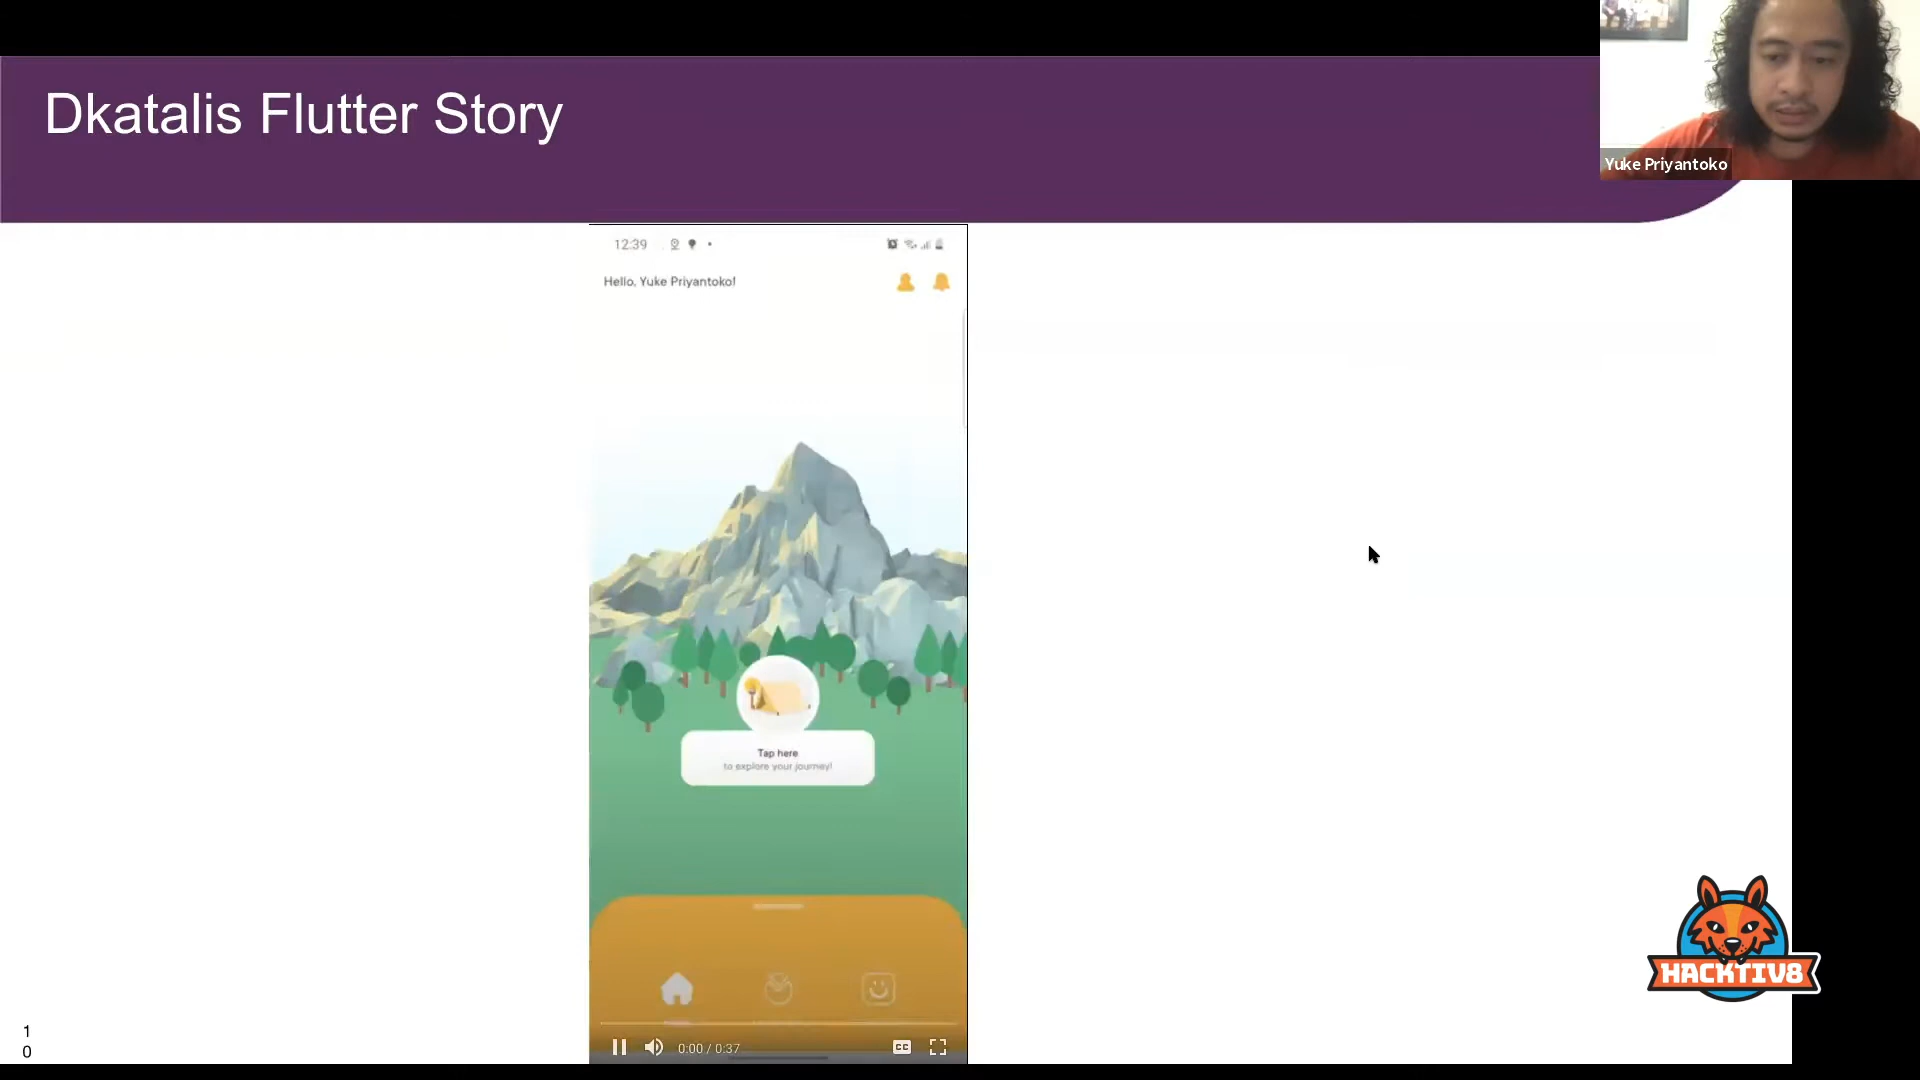 Dkatalis Flutter Story
Yuke Priyantoko
12:39
Hello, Yuke Priyantoko!
Tap here
to explore your journey!
HACKTIV8
1
0
0:00 / 0:37
CC